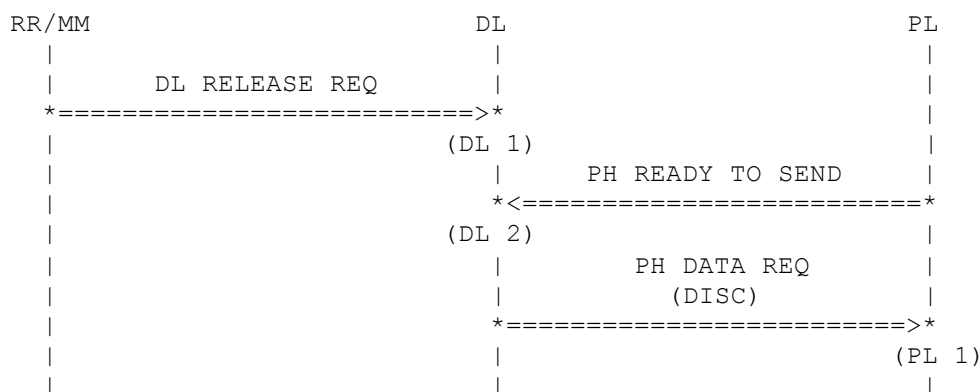 RR/MM DL PL
DL RELEASE REQ
(DL 1)
PH READY TO SEND
(DL 2)
PH DATA REQ
(DISC)
(PL 1)